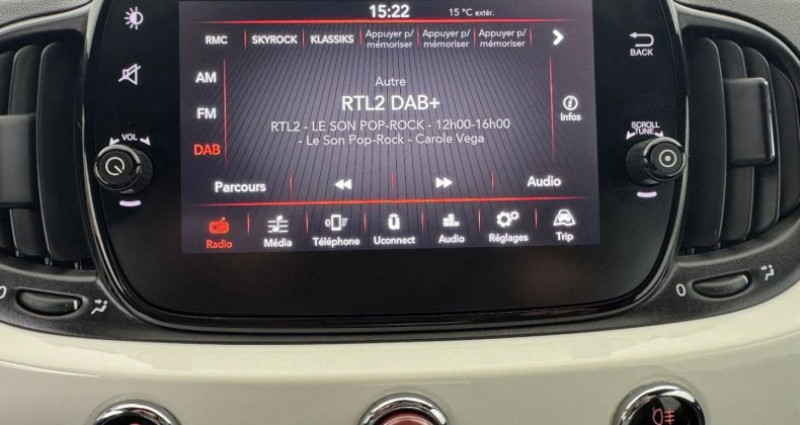 15:22 15 °C extér.
RMC SKYROCK KLASSIKS Appuyer p/ mémoriser Appuyer p/ mémoriser Appuyer p/ mémoriser
BACK
AM
Autre
RTL2 DAB+
FM
Infos
RTL2 - LE SON POP-ROCK - 12h00-16h00
- Le Son Pop-Rock - Carole Vega
DAB
VOL
SCROLL
TUNE
Parcours Audio
Radio Média Téléphone Uconnect Audio Réglages Trip
0 0